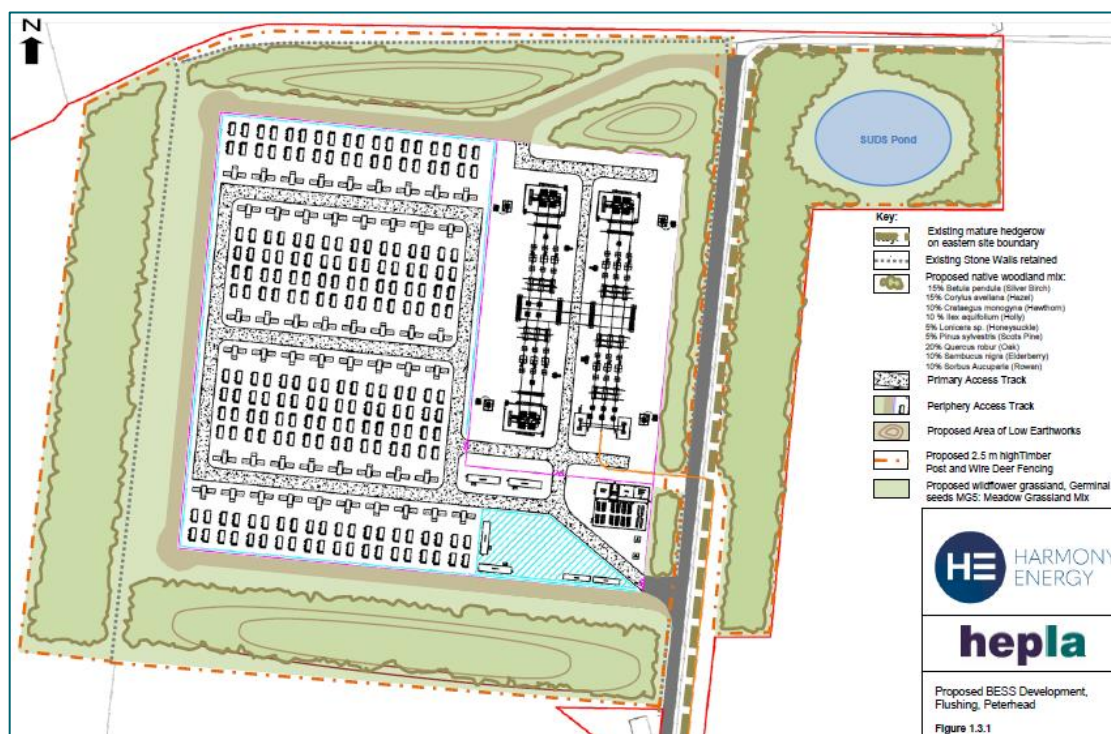 N
SUDS Pond
Key:
Existing mature hedgerow
on eastern site boundary
Existing Stone Walls retained
Proposed native woodland mix:
15% Betula pendula (Silver Birch)
15% Corylus avellana (Hazel)
10% Crataegus monogyna (Hawthorn)
10 % Ilex aquifolium (Holly)
5% Lonicera sp. (Honeysuckle)
5% Pinus sylvestris (Scots Pine)
20% Quercus robur (Oak)
10% Sambucus nigra (Elderberry)
10% Sorbus Aucuparia (Rowan)
Primary Access Track
Periphery Access Track
Proposed Area of Low Earthworks
Proposed 2.5 m highTimber
Post and Wire Deer Fencing
Proposed wildflower grassland, Germinal
seeds MG5: Meadow Grassland Mix
HE HARMONY
ENERGY
hepla
Proposed BESS Development,
Flushing, Peterhead
Figure 1.3.1